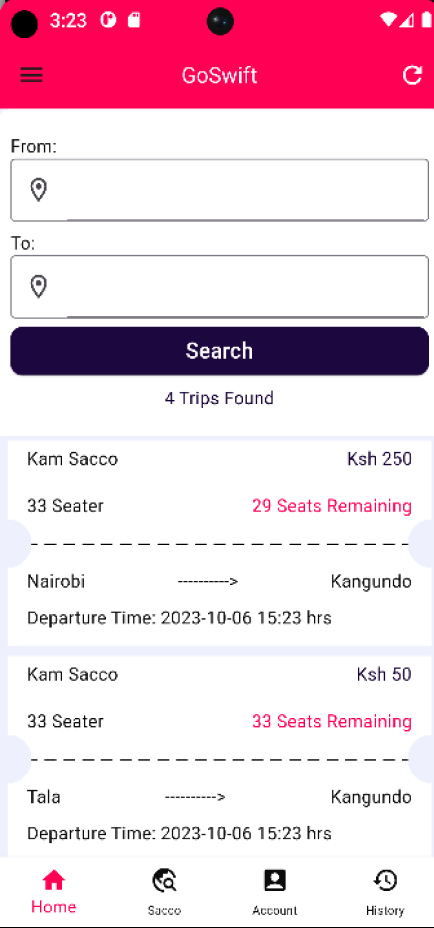 3:23
GoSwift
From:
To:
Search
4 Trips Found
Kam Sacco Ksh 250
33 Seater 29 Seats Remaining
Nairobi ----------> Kangundo
Departure Time: 2023-10-06 15:23 hrs
Kam Sacco Ksh 50
33 Seater 33 Seats Remaining
Tala ----------> Kangundo
Departure Time: 2023-10-06 15:23 hrs
Home Sacco Account History